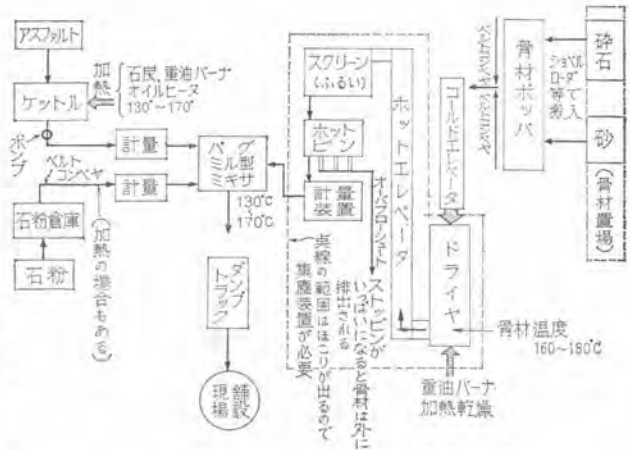 アスファルト
ケットル
加熱
石炭,重油バーナ
オイルヒーヌ
130°~170°
ポンプ
計量
ベルト
コンベヤ
計量
石粉倉庫
石粉
(加熱の場合もある)
パグ
ミル型
ミキサ
130℃
~
170℃
ダンプ
トラック
舗設
現場
スクリーン
(ふるい)
ホット
ビン
計量
装置
オーバフローシュート
ホットエレベータ
ストッビンが
いっぱいになると骨材は外に
排出される
点線の範囲はほこりが出るので
集塵装置が必要
コールドエレベータ
ドライヤ
骨材温度
160~180℃
重油バーナ
加熱乾燥
骨材ホッパ
ショベル
ローダ
等で
搬入
砕石
砂
(骨材置場)